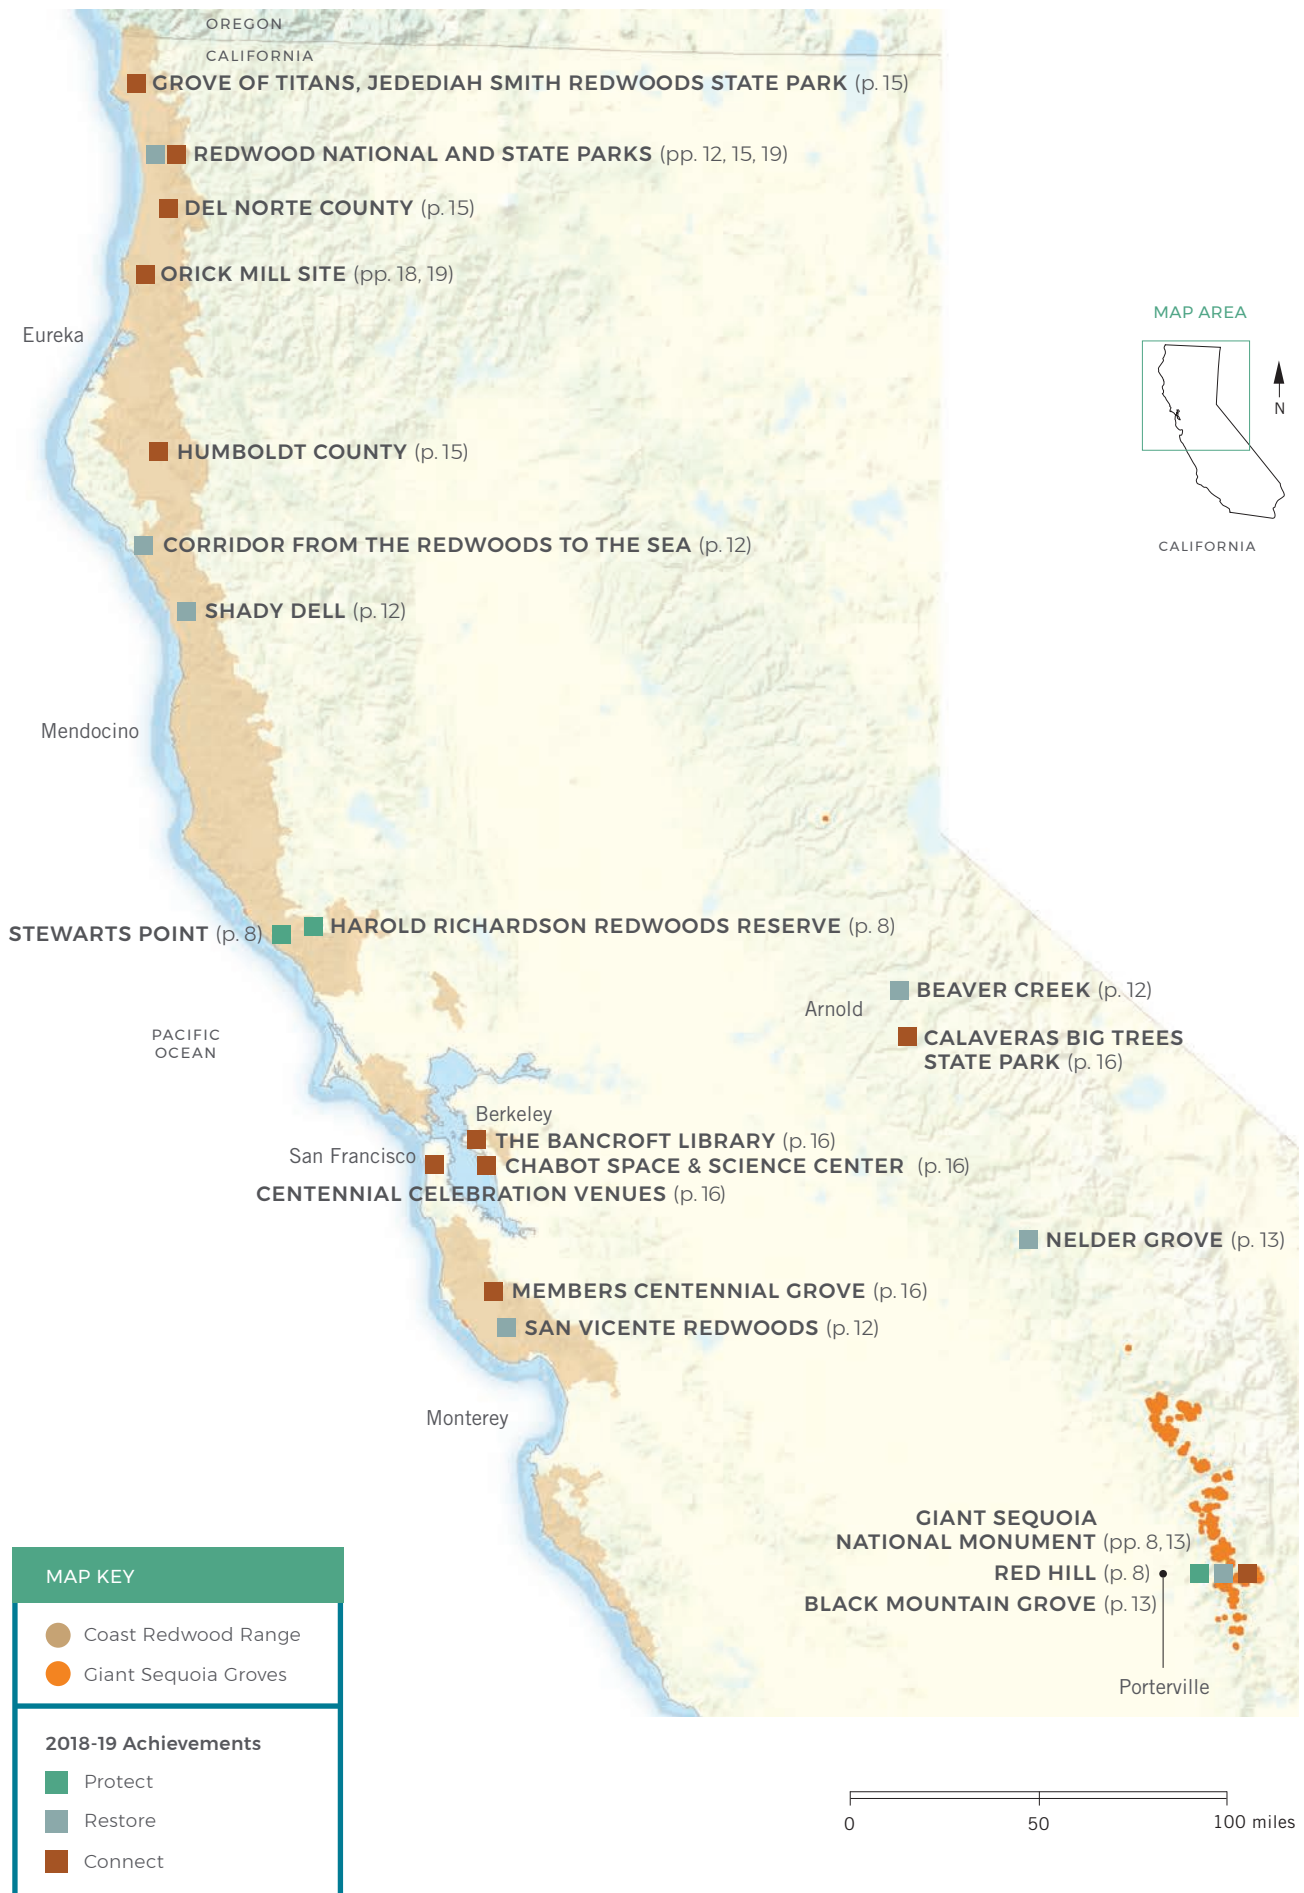 OREGON
CALIFORNIA
GROVE OF TITANS, JEDEDIAH SMITH REDWOODS STATE PARK (p. 15)
REDWOOD NATIONAL AND STATE PARKS (pp. 12, 15, 19)
DEL NORTE COUNTY (p. 15)
ORICK MILL SITE (pp. 18, 19)
MAP AREA
Eureka
N
HUMBOLDT COUNTY (p. 15)
CORRIDOR FROM THE REDWOODS TO THE SEA (p. 12)
CALIFORNIA
SHADY DELL (p. 12)
Mendocino
HAROLD RICHARDSON REDWOODS RESERVE (p. 8)
STEWARTS POINT (p. 8)
BEAVER CREEK (p. 12)
Arnold
PACIFIC
OCEAN
CALAVERAS BIG TREES
STATE PARK (p. 16)
Berkeley
THE BANCROFT LIBRARY (p. 16)
San Francisco
CHABOT SPACE & SCIENCE CENTER (p. 16)
CENTENNIAL CELEBRATION VENUES (p. 16)
NELDER GROVE (p. 13)
MEMBERS CENTENNIAL GROVE (p. 16)
SAN VICENTE REDWOODS (p. 12)
Monterey
GIANT SEQUOIA
NATIONAL MONUMENT (pp. 8, 13)
RED HILL (p. 8)
BLACK MOUNTAIN GROVE (p. 13)
Porterville
MAP KEY
Coast Redwood Range
Giant Sequoia Groves
2018-19 Achievements
Protect
Restore
Connect
0 50 100 miles